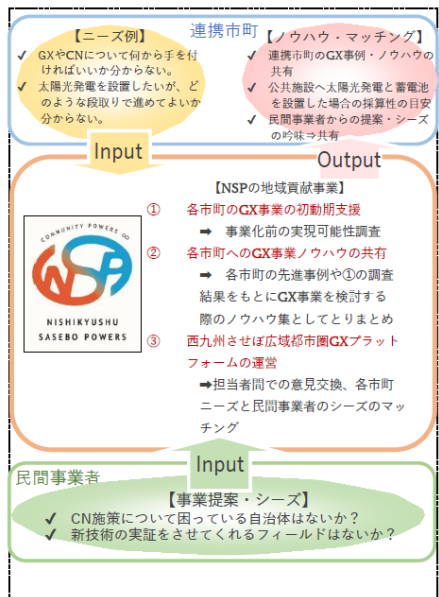 連携市町
【ニーズ例】
✓ GXやCNについて何から手を付
ければいいか分からない。
✓ 太陽光発電を設置したいが、ど
のような段取りで進めてよいか
分からない。
【ノウハウ・マッチング】
✓ 連携市町のGX事例・ノウハウの
共有
✓ 公共施設へ太陽光発電と蓄電池
を設置した場合の採算性の目安
✓ 民間事業者からの提案・シーズ
の吟味⇒共有
Input
Output
【NSPの地域貢献事業】
① 各市町のGX事業の初動期支援
➡ 事業化前の実現可能性調査
② 各市町へのGX事業ノウハウの共有
➡ 各市町の先進事例や①の調査
結果をもとにGX事業を検討する
際のノウハウ集としてとりまとめ
③ 西九州させぼ広域都市圏GXプラット
フォームの運営
➡担当者間での意見交換、各市町
ニーズと民間事業者のシーズのマッ
チング
COMMUNITY POWERS ∞
NSP
NISHIKYUSHU
SASEBO POWERS
Input
民間事業者
【事業提案・シーズ】
✓ CN施策について困っている自治体はないか？
✓ 新技術の実証をさせてくれるフィールドはないか？